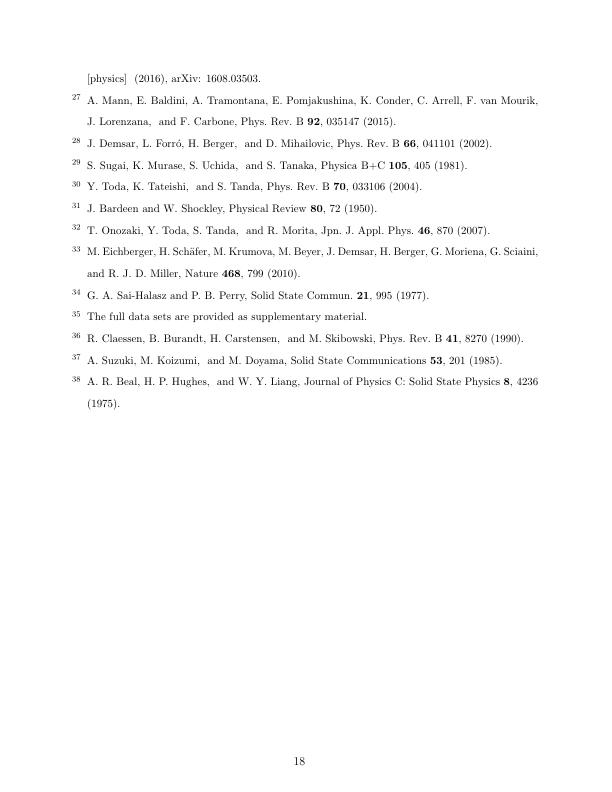 [physics] (2016), arXiv: 1608.03503.
27 A. Mann, E. Baldini, A. Tramontana, E. Pomjakushina, K. Conder, C. Arrell, F. van Mourik,
J. Lorenzana, and F. Carbone, Phys. Rev. B 92, 035147 (2015).
28 J. Demsar, L. Forró, H. Berger, and D. Mihailovic, Phys. Rev. B 66, 041101 (2002).
29 S. Sugai, K. Murase, S. Uchida, and S. Tanaka, Physica B+C 105, 405 (1981).
30 Y. Toda, K. Tateishi, and S. Tanda, Phys. Rev. B 70, 033106 (2004).
31 J. Bardeen and W. Shockley, Physical Review 80, 72 (1950).
32 T. Onozaki, Y. Toda, S. Tanda, and R. Morita, Jpn. J. Appl. Phys. 46, 870 (2007).
33 M. Eichberger, H. Schäfer, M. Krumova, M. Beyer, J. Demsar, H. Berger, G. Moriena, G. Sciaini,
and R. J. D. Miller, Nature 468, 799 (2010).
34 G. A. Sai-Halasz and P. B. Perry, Solid State Commun. 21, 995 (1977).
35 The full data sets are provided as supplementary material.
36 R. Claessen, B. Burandt, H. Carstensen, and M. Skibowski, Phys. Rev. B 41, 8270 (1990).
37 A. Suzuki, M. Koizumi, and M. Doyama, Solid State Communications 53, 201 (1985).
38 A. R. Beal, H. P. Hughes, and W. Y. Liang, Journal of Physics C: Solid State Physics 8, 4236
(1975).
18